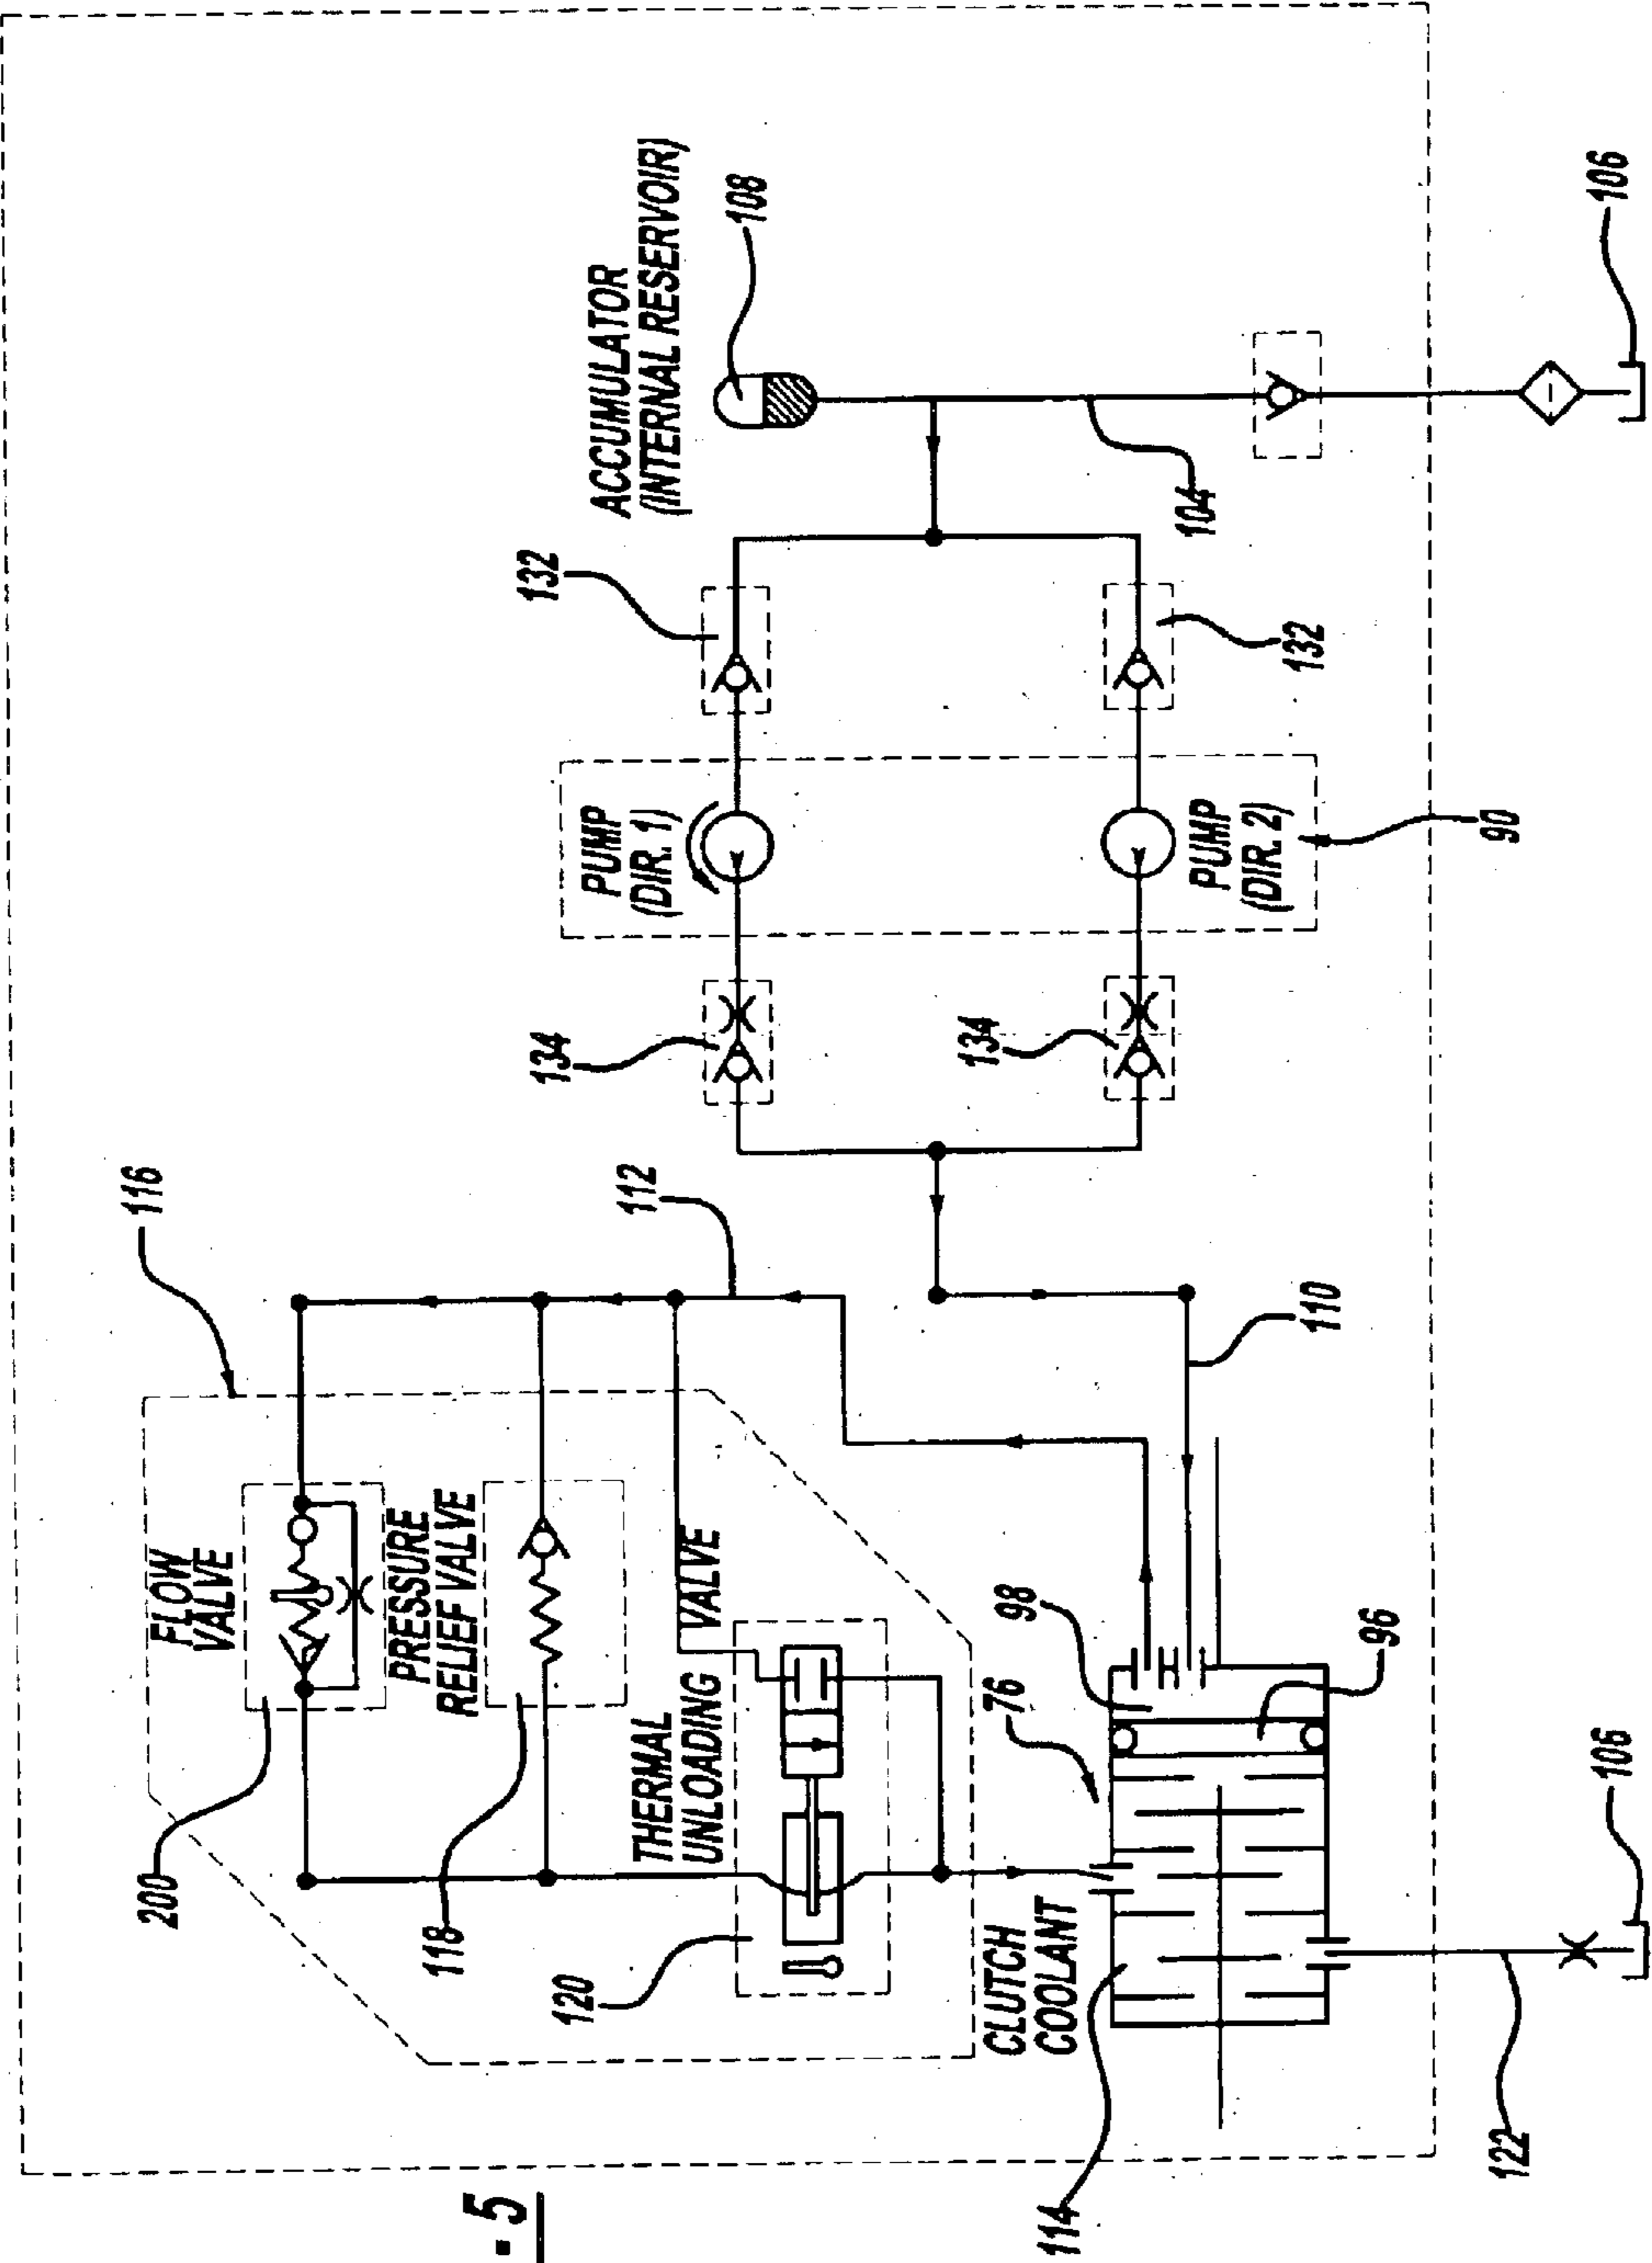 116
FLOW
VALVE
200
PRESSURE
RELIEF VALVE
118
THERMAL
UNLOADING
VALVE
120
112
76
98
96
CLUTCH
COOLANT
114
122
106
110
134
134
PUMP
(DIR. 1)
PUMP
(DIR. 2)
90
132
132
ACCUMULATOR
(INTERNAL RESERVOIR)
108
104
106
- 5